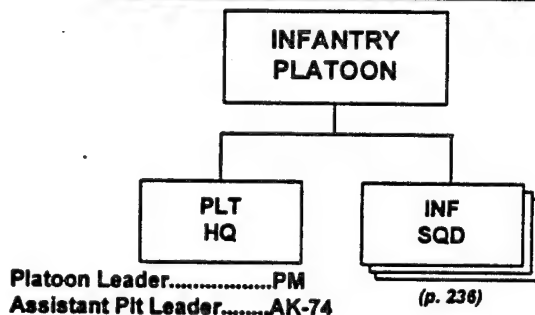 INFANTRY
PLATOON
PLT
HQ
INF
SQD
Platoon Leader..................PM
Assistant Plt Leader........AK-74
(p. 236)